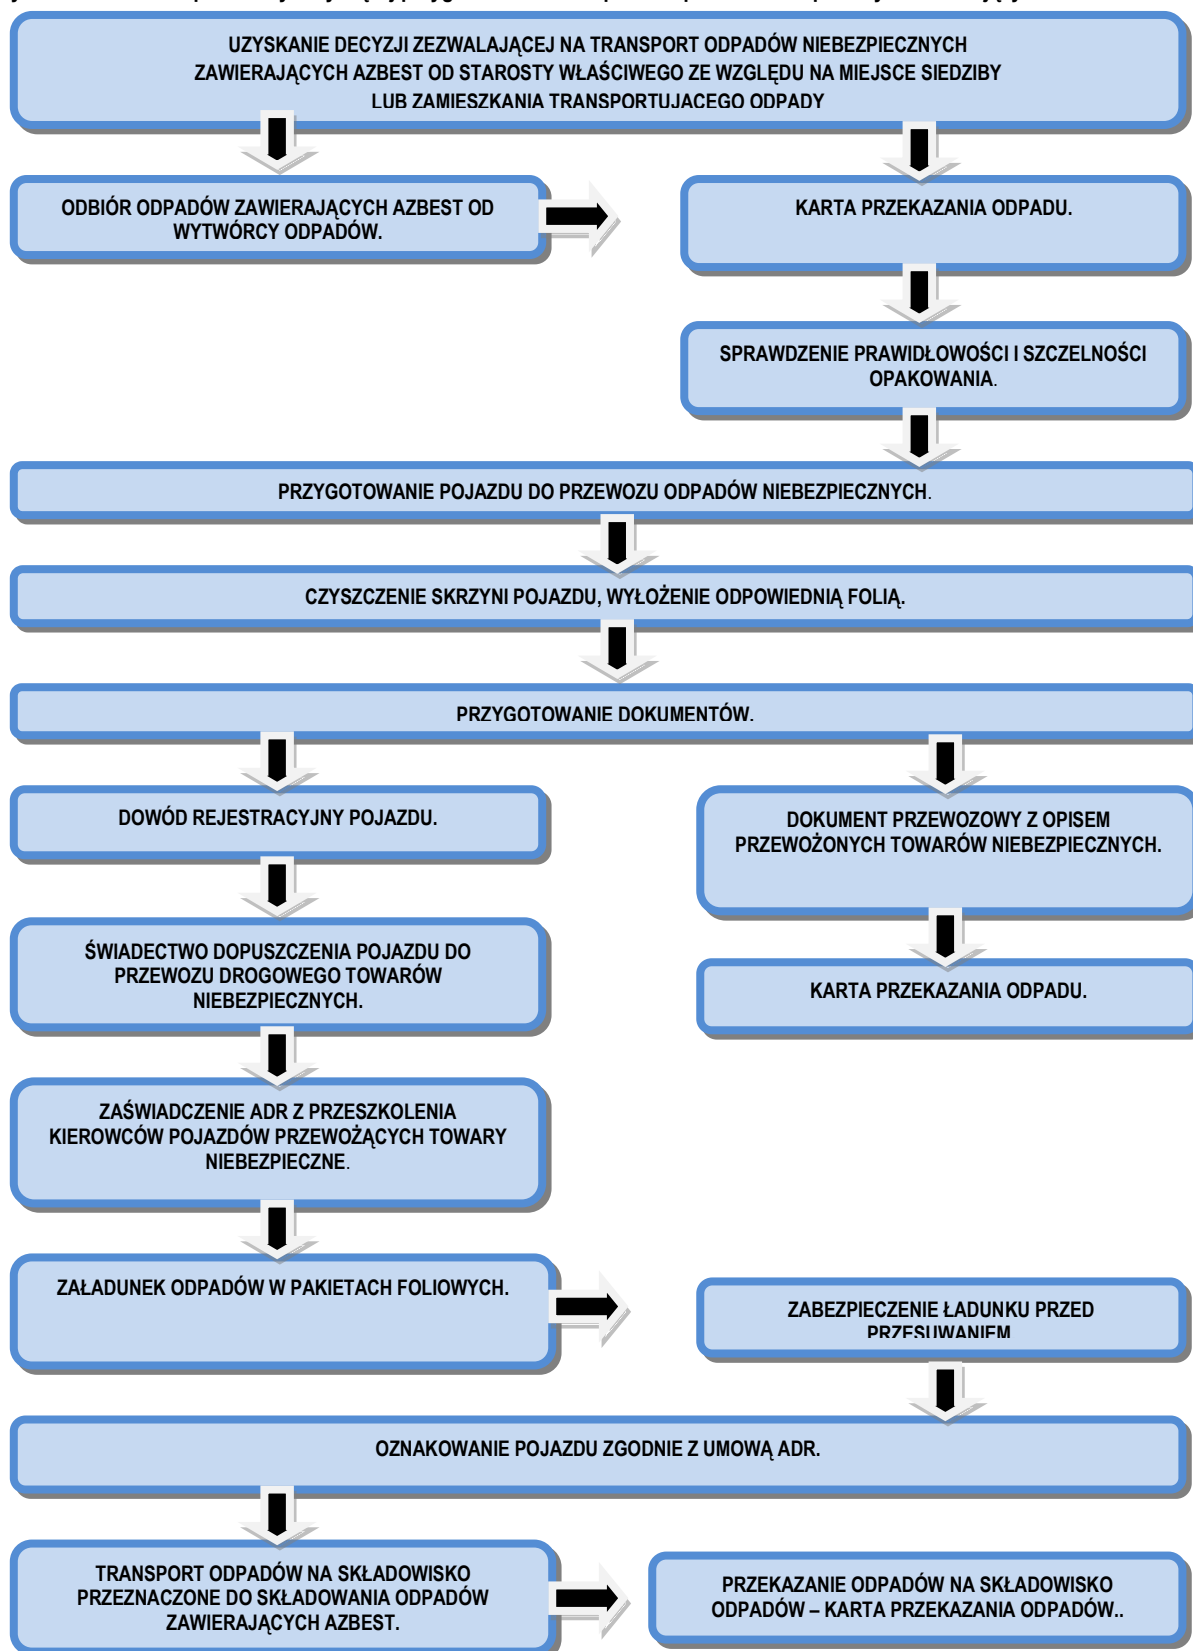 UZYSKANIE DECYZJI ZEZWALAJĄCEJ NA TRANSPORT ODPADÓW NIEBEZPIECZNYCH
ZAWIERAJĄCYCH AZBEST OD STAROSTY WŁAŚCIWEGO ZE WZGLĘDU NA MIEJSCE SIEDZIBY
LUB ZAMIESZKANIA TRANSPORTUJACEGO ODPADY
ODBIÓR ODPADÓW ZAWIERAJĄCYCH AZBEST OD
WYTWÓRCY ODPADÓW.
KARTA PRZEKAZANIA ODPADU.
SPRAWDZENIE PRAWIDŁOWOŚCI I SZCZELNOŚCI
OPAKOWANIA.
PRZYGOTOWANIE POJAZDU DO PRZEWOZU ODPADÓW NIEBEZPIECZNYCH.
CZYSZCZENIE SKRZYNI POJAZDU, WYŁOŻENIE ODPOWIEDNIĄ FOLIĄ.
PRZYGOTOWANIE DOKUMENTÓW.
DOWÓD REJESTRACYJNY POJAZDU.
DOKUMENT PRZEWOZOWY Z OPISEM
PRZEWOŻONYCH TOWARÓW NIEBEZPIECZNYCH.
ŚWIADECTWO DOPUSZCZENIA POJAZDU DO
PRZEWOZU DROGOWEGO TOWARÓW
NIEBEZPIECZNYCH.
KARTA PRZEKAZANIA ODPADU.
ZAŚWIADCZENIE ADR Z PRZESZKOLENIA
KIEROWCÓW POJAZDÓW PRZEWOŻĄCYCH TOWARY
NIEBEZPIECZNE.
ZAŁADUNEK ODPADÓW W PAKIETACH FOLIOWYCH.
ZABEZPIECZENIE ŁADUNKU PRZED
PRZESUWANIEM
OZNAKOWANIE POJAZDU ZGODNIE Z UMOWĄ ADR.
TRANSPORT ODPADÓW NA SKŁADOWISKO
PRZEZNACZONE DO SKŁADOWANIA ODPADÓW
ZAWIERAJĄCYCH AZBEST.
PRZEKAZANIE ODPADÓW NA SKŁADOWISKO
ODPADÓW – KARTA PRZEKAZANIA ODPADÓW..